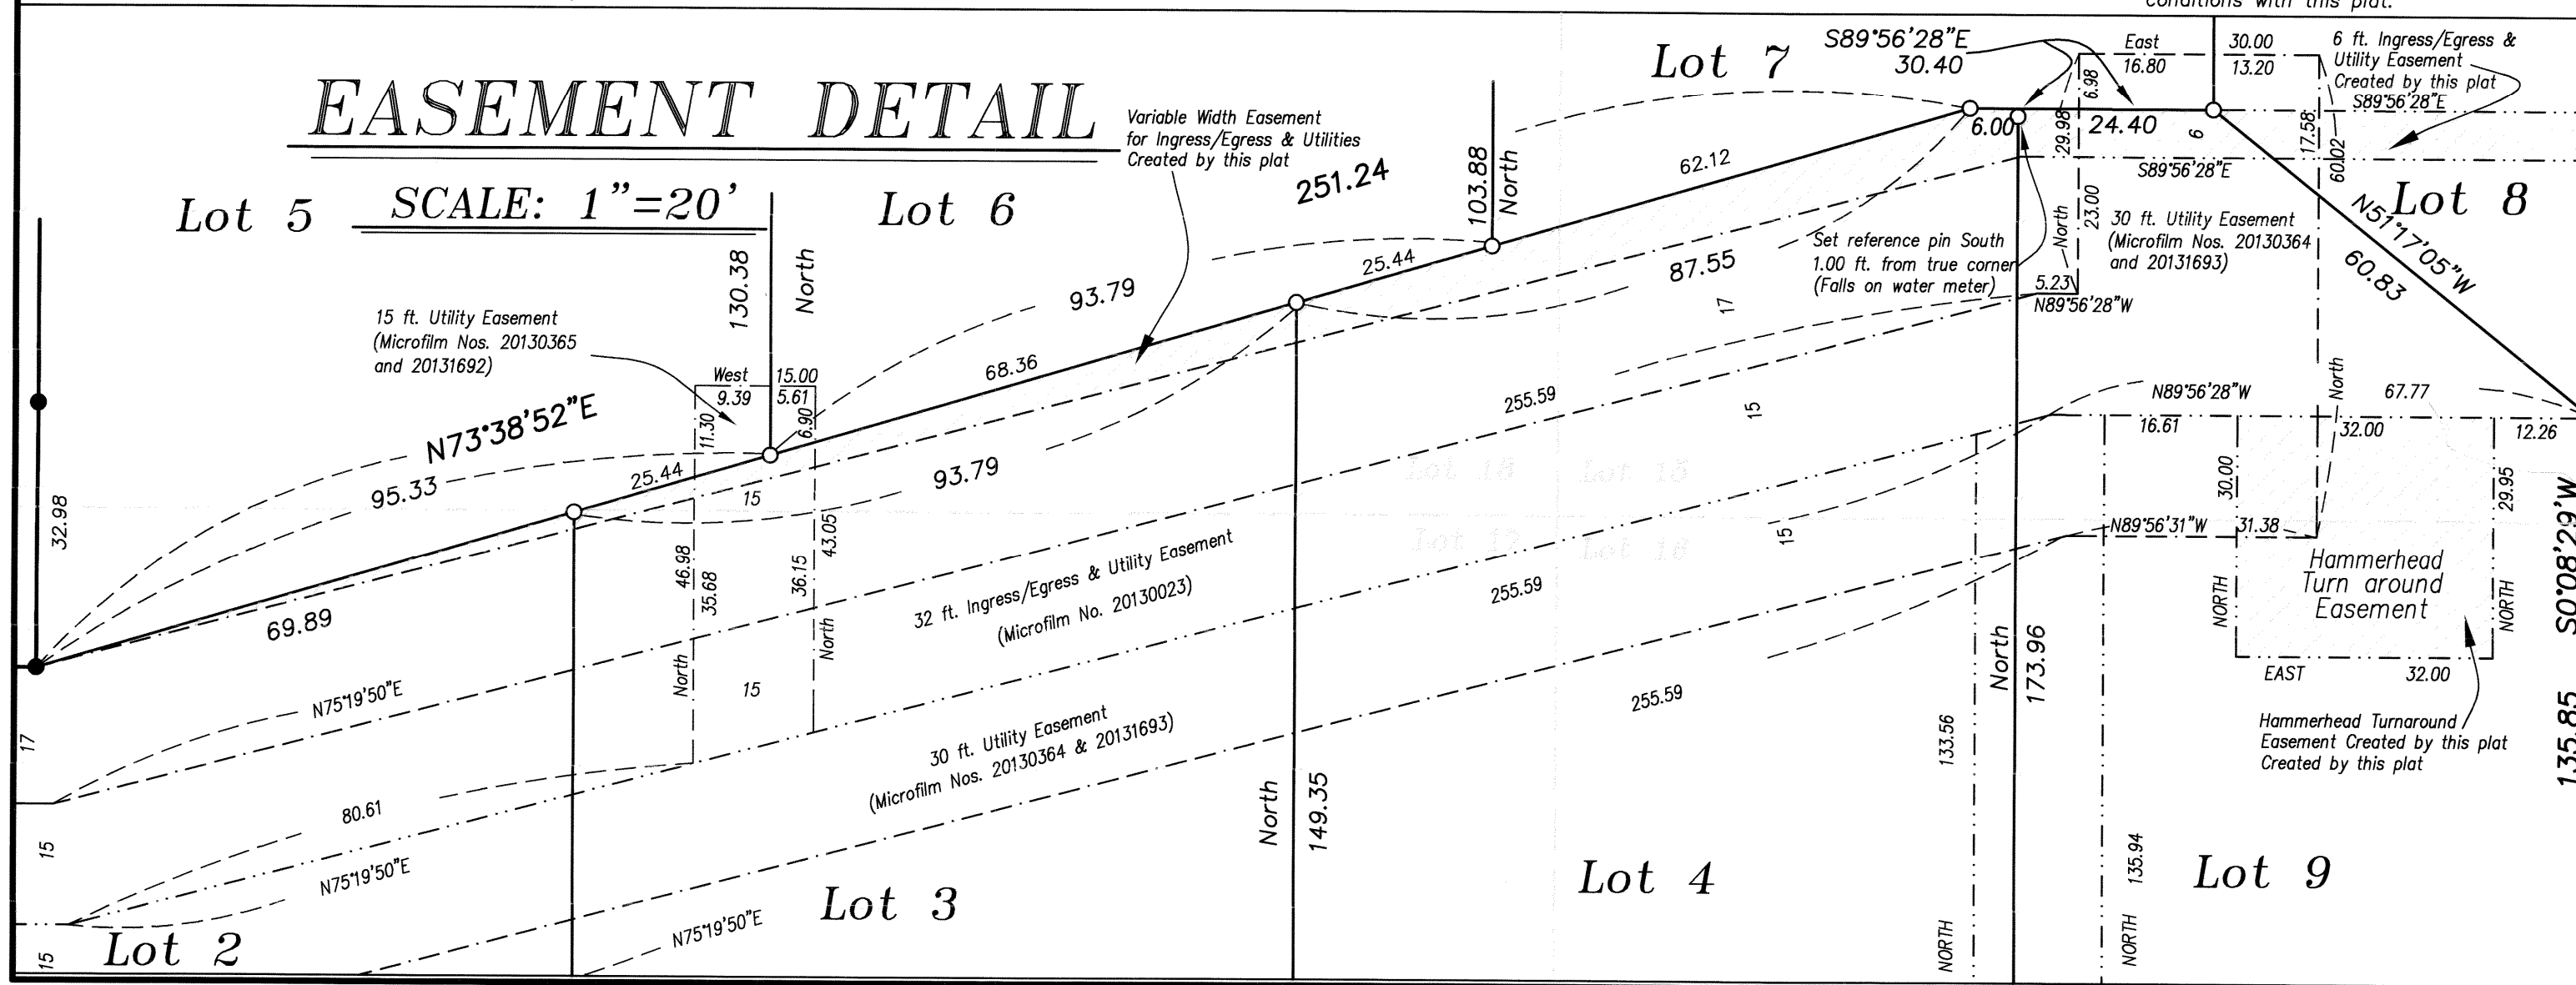 conditions with this plat.
EASEMENT DETAIL
SCALE: 1"=20'
Lot 5
Lot 6
Lot 7
Lot 8
S89°56'28"E
30.40
East
16.80
30.00
13.20
6 ft. Ingress/Egress &
Utility Easement
Created by this plat
S89°56'28"E
Variable Width Easement
for Ingress/Egress & Utilities
Created by this plat
251.24
103.88
North
62.12
6.00
29.98
6.98
24.40
6
17.58
60.02
S89°56'28"E
23.00
North
30 ft. Utility Easement
(Microfilm Nos. 20130364
and 20131693)
N51°17'05"W
60.83
Set reference pin South
1.00 ft. from true corner
(Falls on water meter)
5.23
N89°56'28"W
130.38
North
93.79
25.44
87.55
17
15 ft. Utility Easement
(Microfilm Nos. 20130365
and 20131692)
West
15.00
9.39
5.61
11.30
6.90
68.36
N73°38'52"E
95.33
25.44
93.79
32.98
69.89
15
46.98
35.68
36.15
43.05
North
North
15
255.59
15
N89°56'28"W
67.77
16.61
32.00
12.26
North
30.00
29.95
N89°56'31"W
31.38
Lot 16
Lot 15
Lot 16
15
Hammerhead
Turn around
Easement
NORTH
NORTH
EAST
32.00
S0°08'29"W
135.85
Hammerhead Turnaround
Easement Created by this plat
Created by this plat
32 ft. Ingress/Egress & Utility Easement
(Microfilm No. 20130023)
255.59
255.59
30 ft. Utility Easement
(Microfilm Nos. 20130364 & 20131693)
N75°19'50"E
17
80.61
15
N75°19'50"E
15
N75°19'50"E
North
149.35
North
173.96
133.56
NORTH
135.94
NORTH
Lot 2
Lot 3
Lot 4
Lot 9